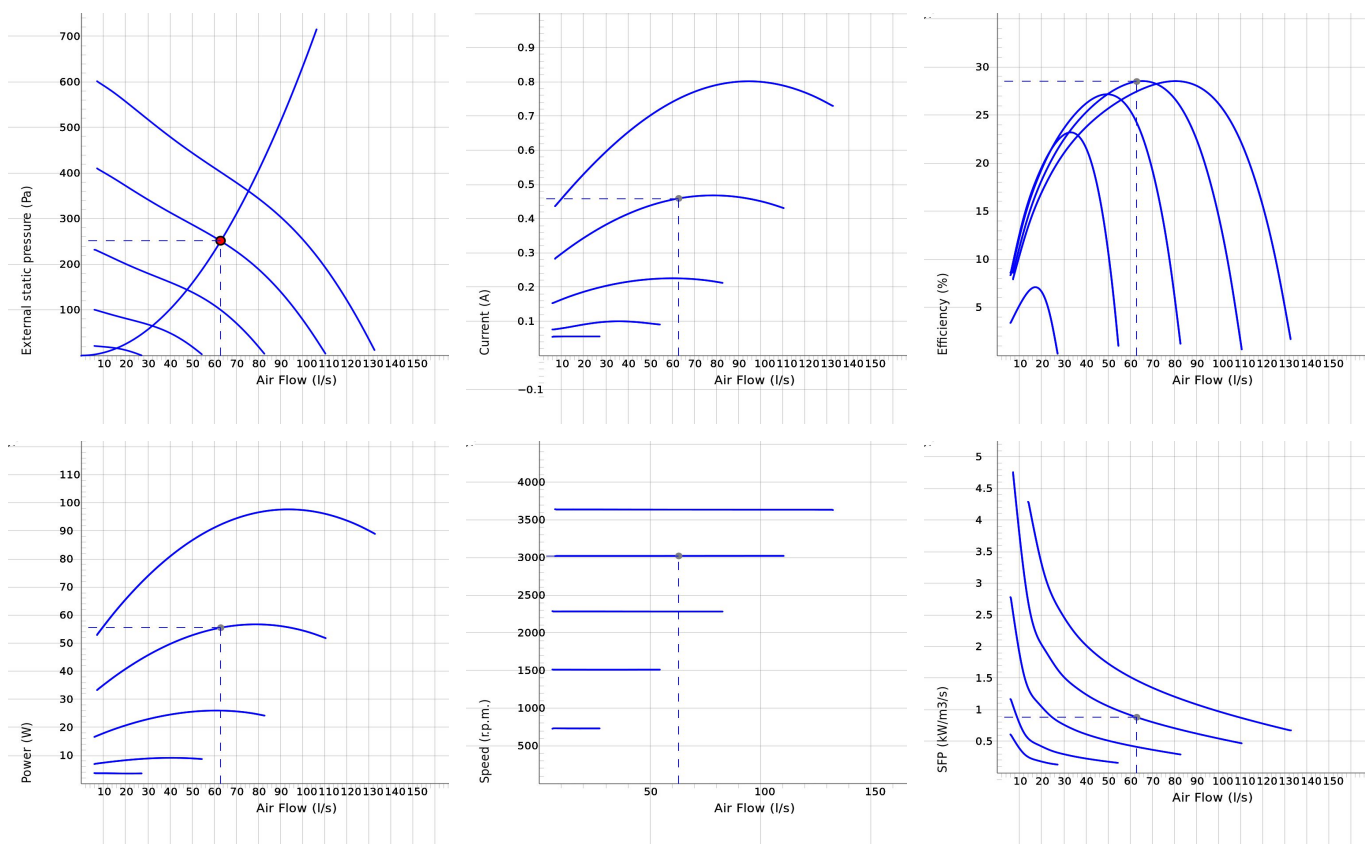 700
600
500
400
300
200
100
External static pressure (Pa)
10 20 30 40 50 60 70 80 90 100 110 120 130 140 150
Air Flow (l/s)
0.9
0.8
0.7
0.6
0.5
0.4
0.3
0.2
0.1
−0.1
Current (A)
10 20 30 40 50 60 70 80 90 100 110 120 130 140 150
Air Flow (l/s)
30
25
20
15
10
5
Efficiency (%)
10 20 30 40 50 60 70 80 90 100 110 120 130 140 150
Air Flow (l/s)
110
100
90
80
70
60
50
40
30
20
10
Power (W)
10 20 30 40 50 60 70 80 90 100 110 120 130 140 150
Air Flow (l/s)
4000
3500
3000
2500
2000
1500
1000
500
Speed (r.p.m.)
50 100 150
Air Flow (l/s)
5
4.5
4
3.5
3
2.5
2
1.5
1
0.5
SFP (kW/m3/s)
10 20 30 40 50 60 70 80 90 100 110 120 130 140 150
Air Flow (l/s)